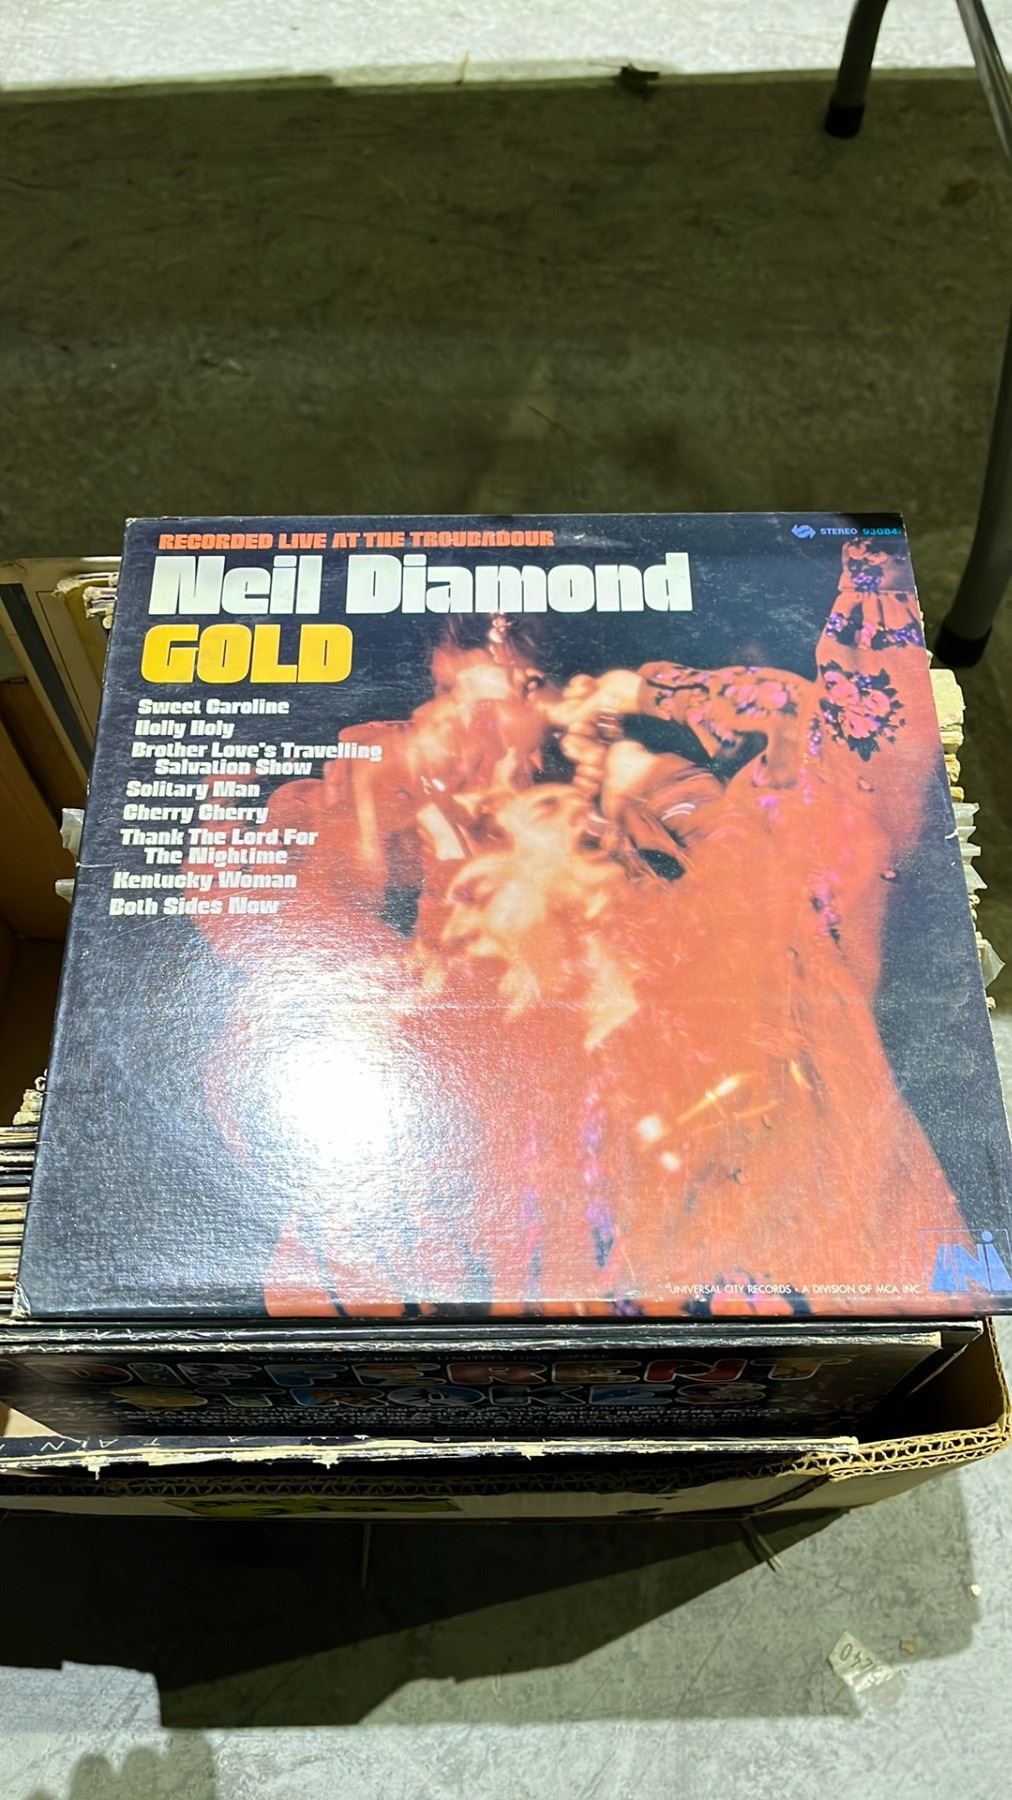 RECORDED LIVE AT THE TROUBADOUR
STEREO 93084
Neil Diamond
GOLD
Sweet Caroline
Holly Holy
Brother Love's Travelling
Salvation Show
Solitary Man
Cherry Cherry
Thank The Lord For
The Nightime
Kentucky Woman
Both Sides Now
UNI
UNIVERSAL CITY RECORDS • A DIVISION OF MCA INC.
DIFFERENT
STROKES